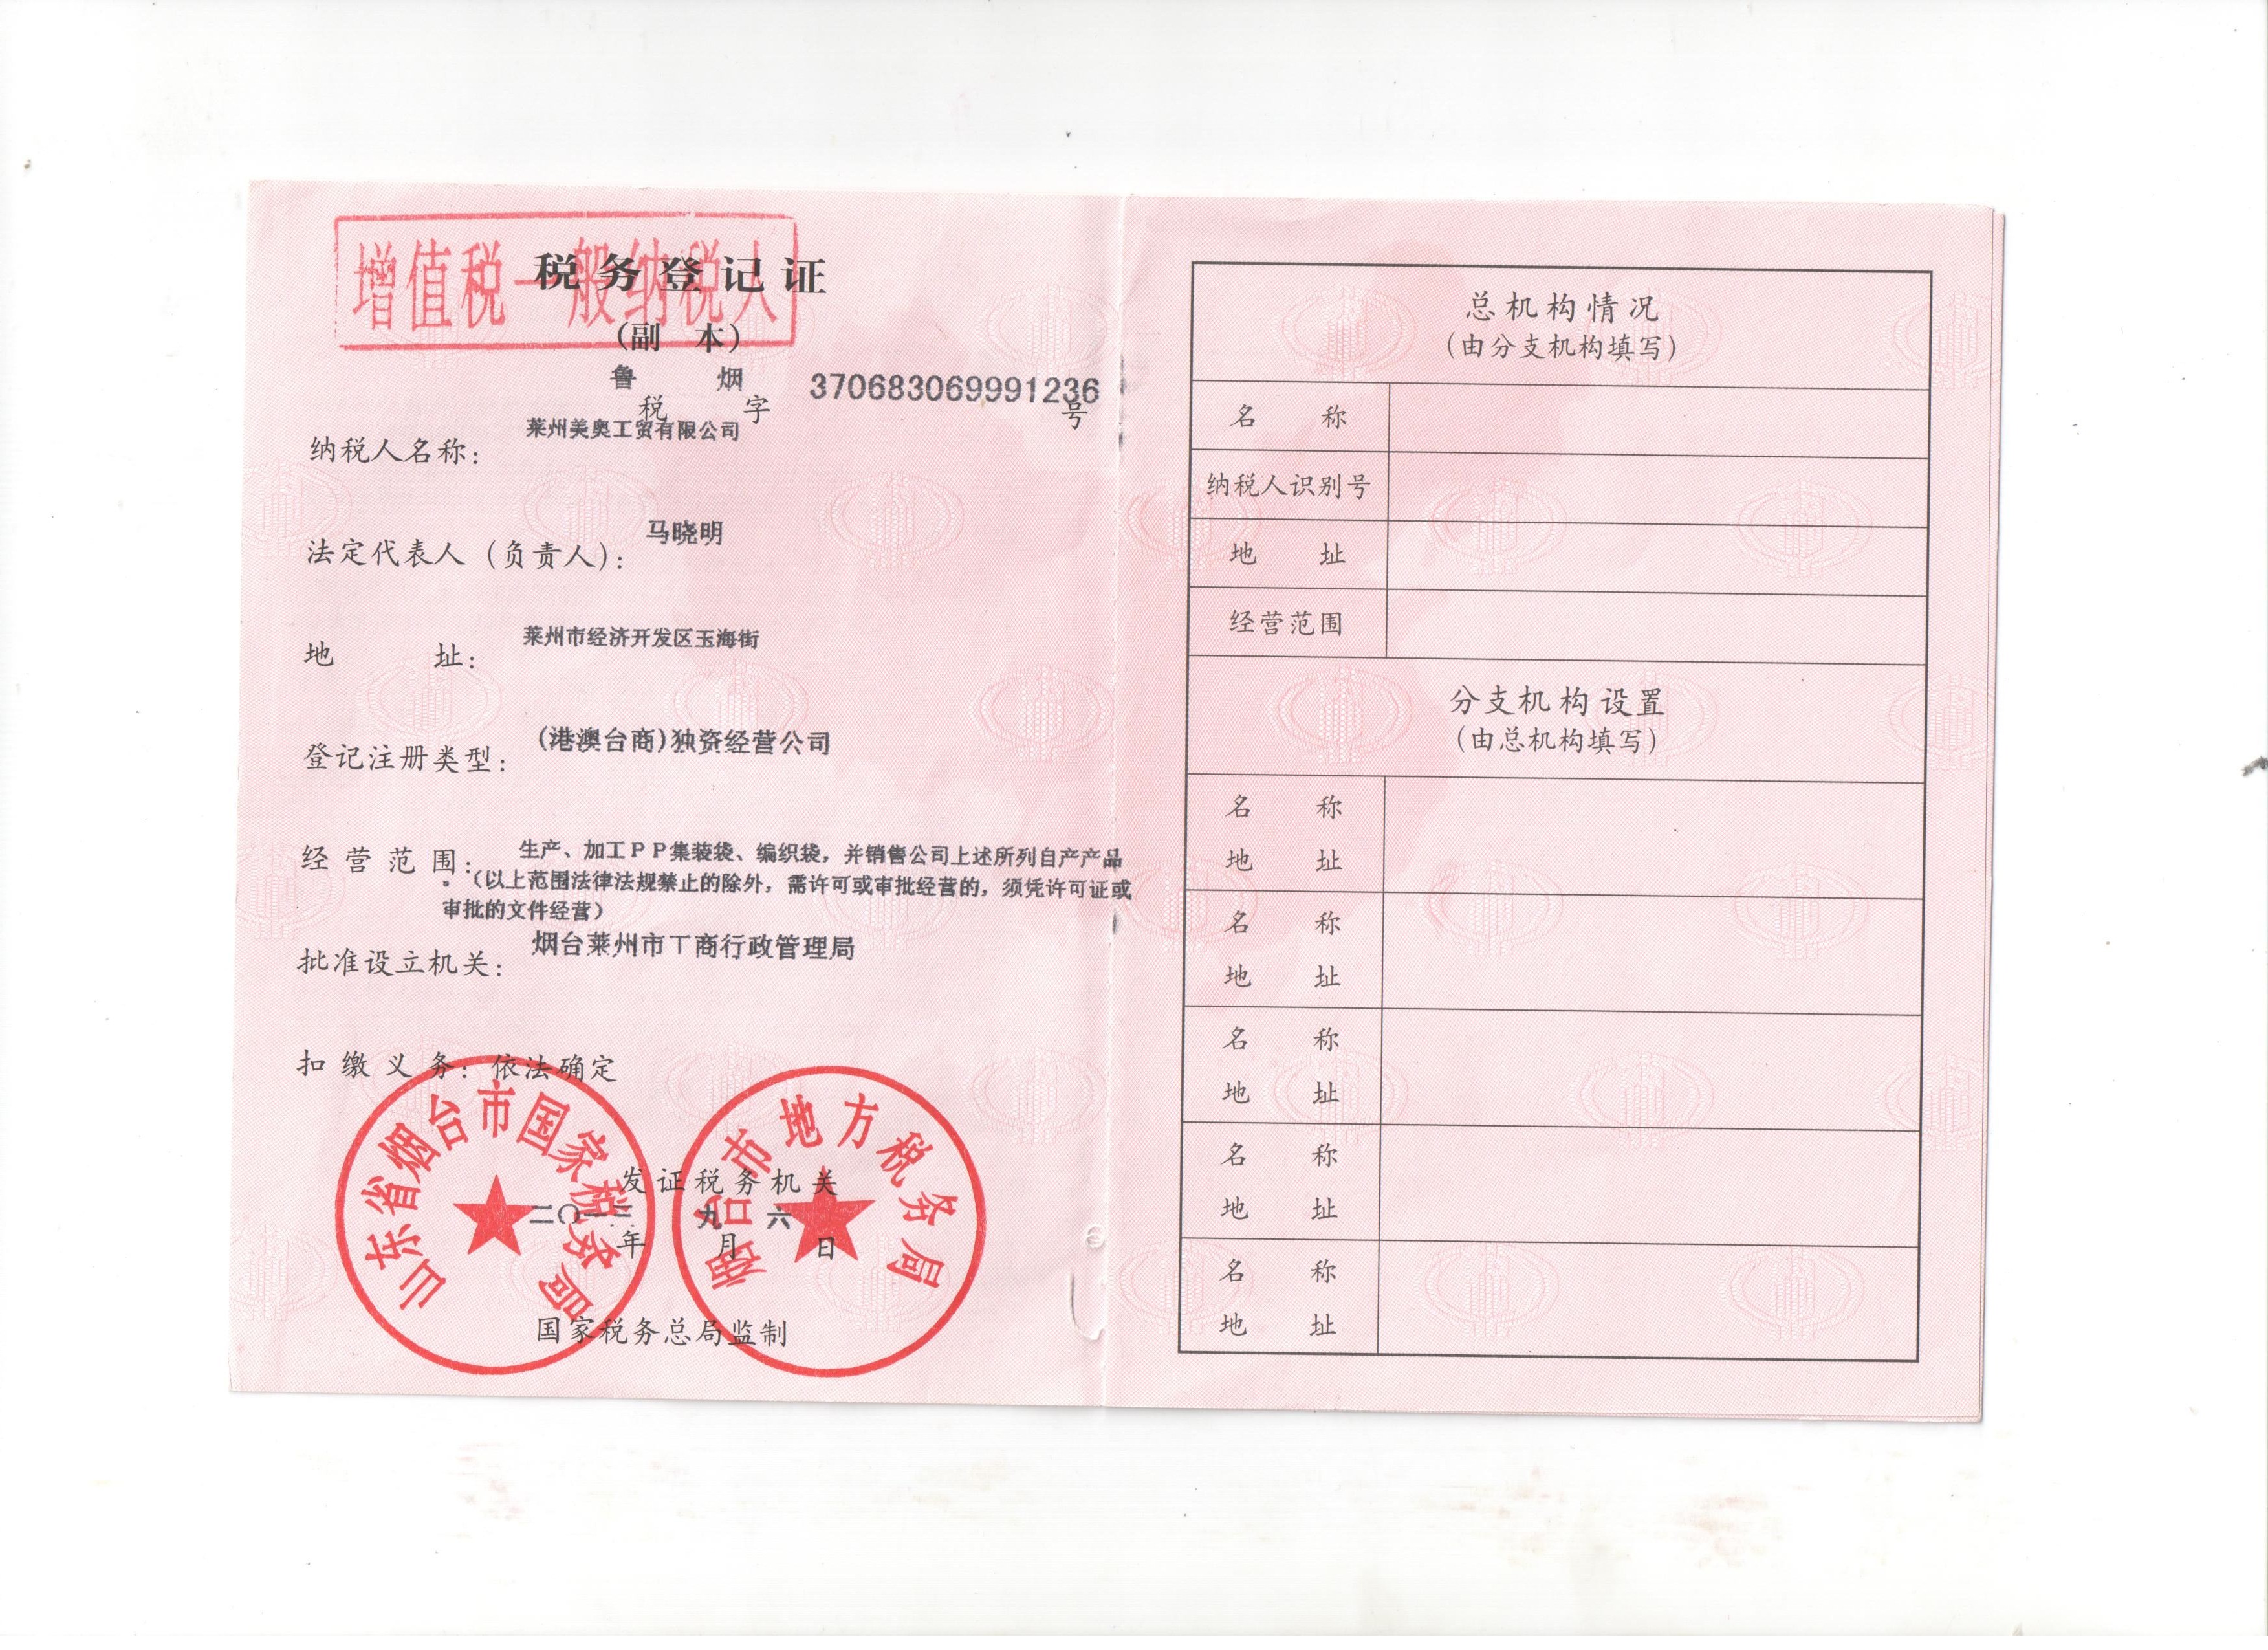 增值税一般纳税人
税务登记证
(副 本)
鲁 烟
税 字 370683069991236 号
纳税人名称: 莱州美奥工贸有限公司
法定代表人（负责人）: 马晓明
地 址: 莱州市经济开发区玉海街
登记注册类型: (港澳台商)独资经营公司
经 营 范 围: 生产、加工ＰＰ集装袋、编织袋，并销售公司上述所列自产产品
。（以上范围法律法规禁止的除外，需许可或审批经营的，须凭许可证或
审批的文件经营）
批准设立机关: 烟台莱州市工商行政管理局
扣 缴 义 务: 依法确定
山东省烟台市国家税务局
烟台市地方税务局
发证税务机关
九 六
年 月 日
国家税务总局监制
总机构情况
(由分支机构填写)
名 称
纳税人识别号
地 址
经营范围
分支机构设置
(由总机构填写)
名 称
地 址
名 称
地 址
名 称
地 址
名 称
地 址
名 称
地 址